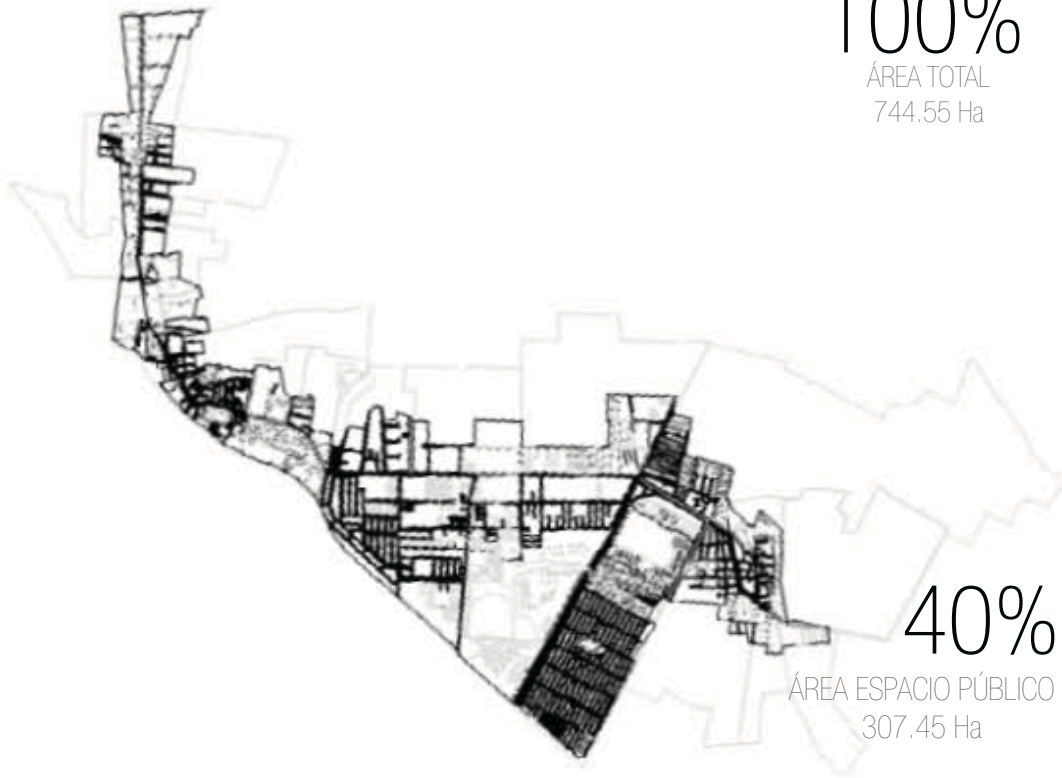 100%
ÁREA TOTAL
744.55 Ha
40%
ÁREA ESPACIO PÚBLICO
307.45 Ha